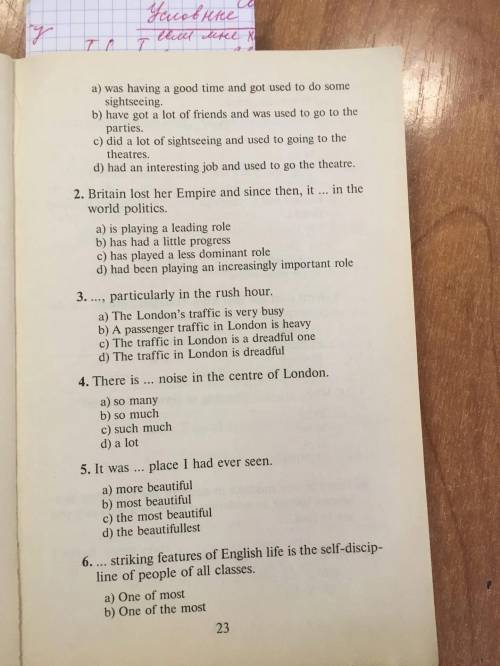 Условные
если мне
a) was having a good time and got used to do some
sightseeing.
b) have got a lot of friends and was used to go to the
parties.
c) did a lot of sightseeing and used to going to the
theatres.
d) had an interesting job and used to go the theatre.
2. Britain lost her Empire and since then, it ... in the
world politics.
a) is playing a leading role
b) has had a little progress
c) has played a less dominant role
d) had been playing an increasingly important role
3. ..., particularly in the rush hour.
a) The London's traffic is very busy
b) A passenger traffic in London is heavy
c) The traffic in London is a dreadful one
d) The traffic in London is dreadful
4. There is ... noise in the centre of London.
a) so many
b) so much
c) such much
d) a lot
5. It was ... place I had ever seen.
a) more beautiful
b) most beautiful
c) the most beautiful
d) the beautifullest
6. ... striking features of English life is the self-discip-
line of people of all classes.
a) One of most
b) One of the most
23